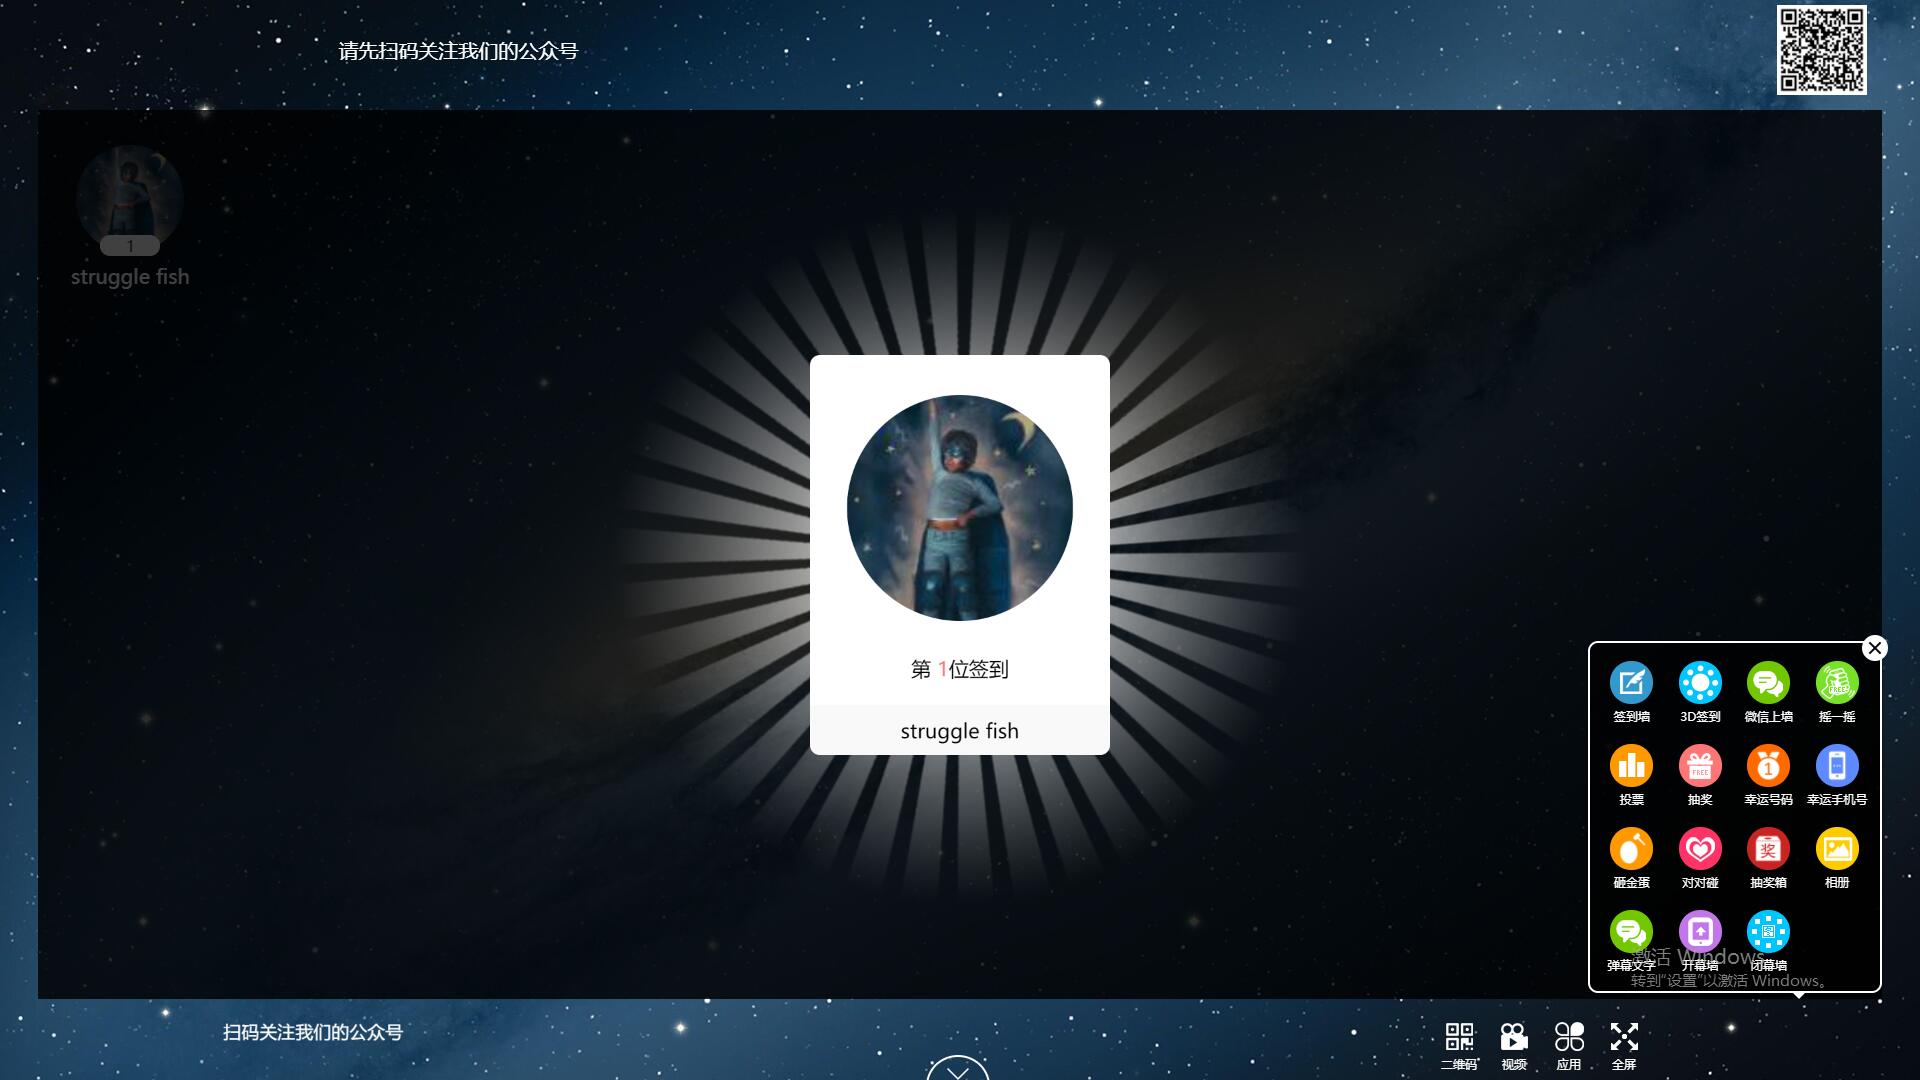 请先扫码关注我们的公众号
1
struggle fish
第 1位签到
struggle fish
签到墙
3D签到
微信上墙
FREE
摇一摇
投票
FREE
抽奖
1
幸运号码
幸运手机号
砸金蛋
对对碰
奖
抽奖箱
相册
弹幕文字
开幕墙
闭幕墙
激活 Windows
转到“设置”以激活 Windows。
扫码关注我们的公众号
二维码
视频
应用
全屏